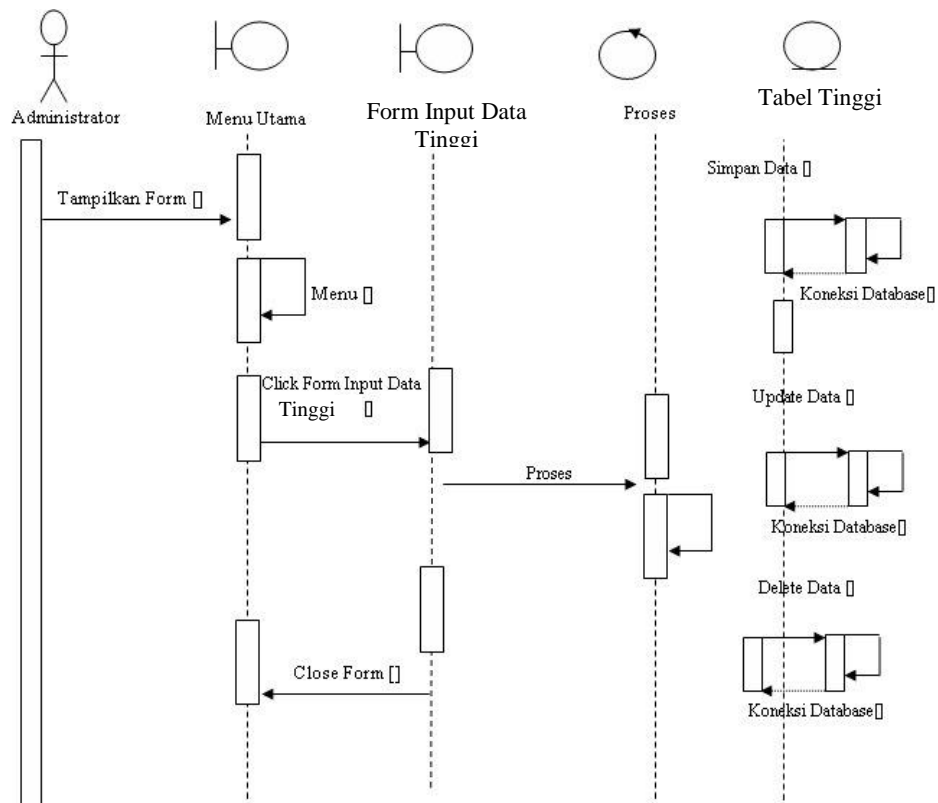 Administrator
Menu Utama
Form Input Data
Tinggi
Proses
Tabel Tinggi
Simpan Data []
Tampilkan Form []
Koneksi Database[]
Menu []
Click Form Input Data
Tinggi []
Update Data []
Proses
Koneksi Database[]
Delete Data []
Close Form []
Koneksi Database[]